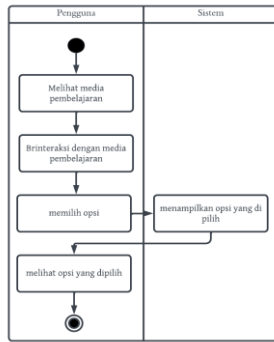 Pengguna
Sistem
Melihat media
pembelajaran
Brinteraksi dengan media
pembelajaran
memilih opsi
menampilkan opsi yang di
pilih
melihat opsi yang dipilih